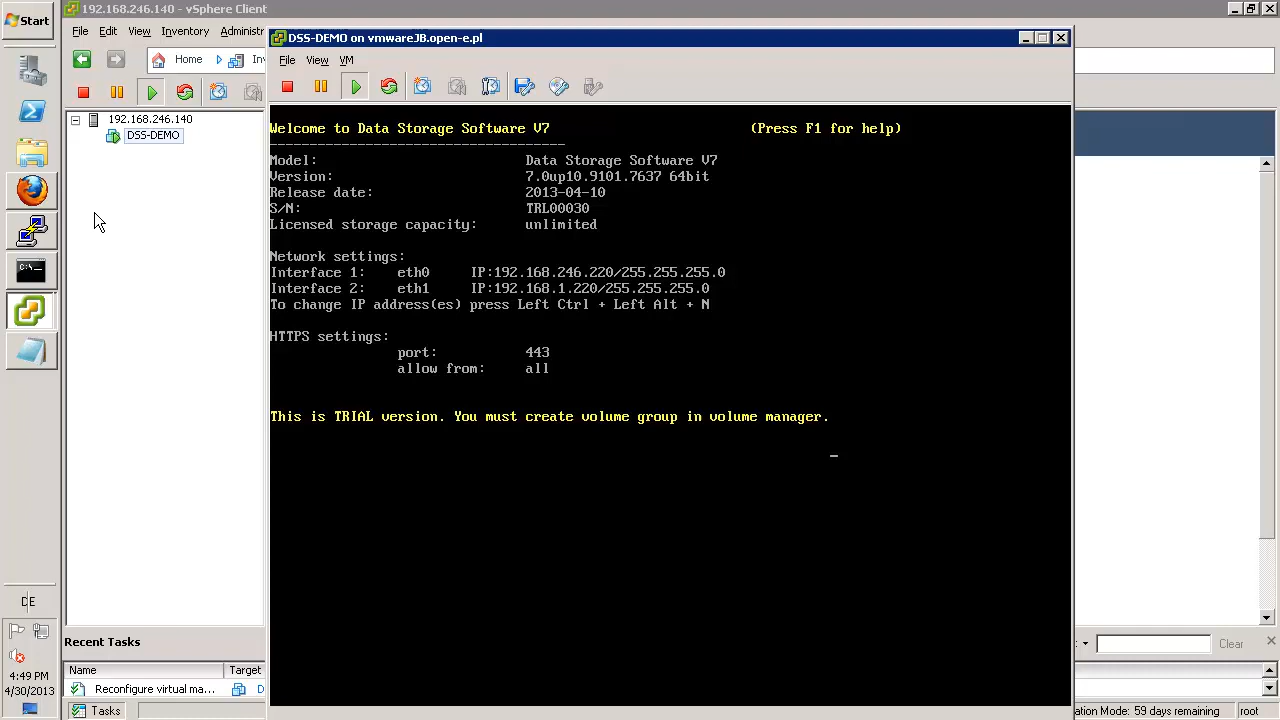 Start
192.168.246.140 - vSphere Client
File Edit View Inventory Administr
Home
DSS-DEMO on vmwareJB.open-e.pl
File View VM
192.168.246.140
DSS-DEMO
Welcome to Data Storage Software V7 (Press F1 for help)
------------------------------------
Model: Data Storage Software V7
Version: 7.0up10.9101.7637 64bit
Release date: 2013-04-10
S/N: TRL00030
Licensed storage capacity: unlimited
Network settings:
Interface 1: eth0 IP:192.168.246.220/255.255.255.0
Interface 2: eth1 IP:192.168.1.220/255.255.255.0
To change IP address(es) press Left Ctrl + Left Alt + N
HTTPS settings:
port: 443
allow from: all
This is TRIAL version. You must create volume group in volume manager.
DE
4:49 PM
4/30/2013
Recent Tasks
Clear
Name Target
Reconfigure virtual ma... D
Tasks
ation Mode: 59 days remaining root